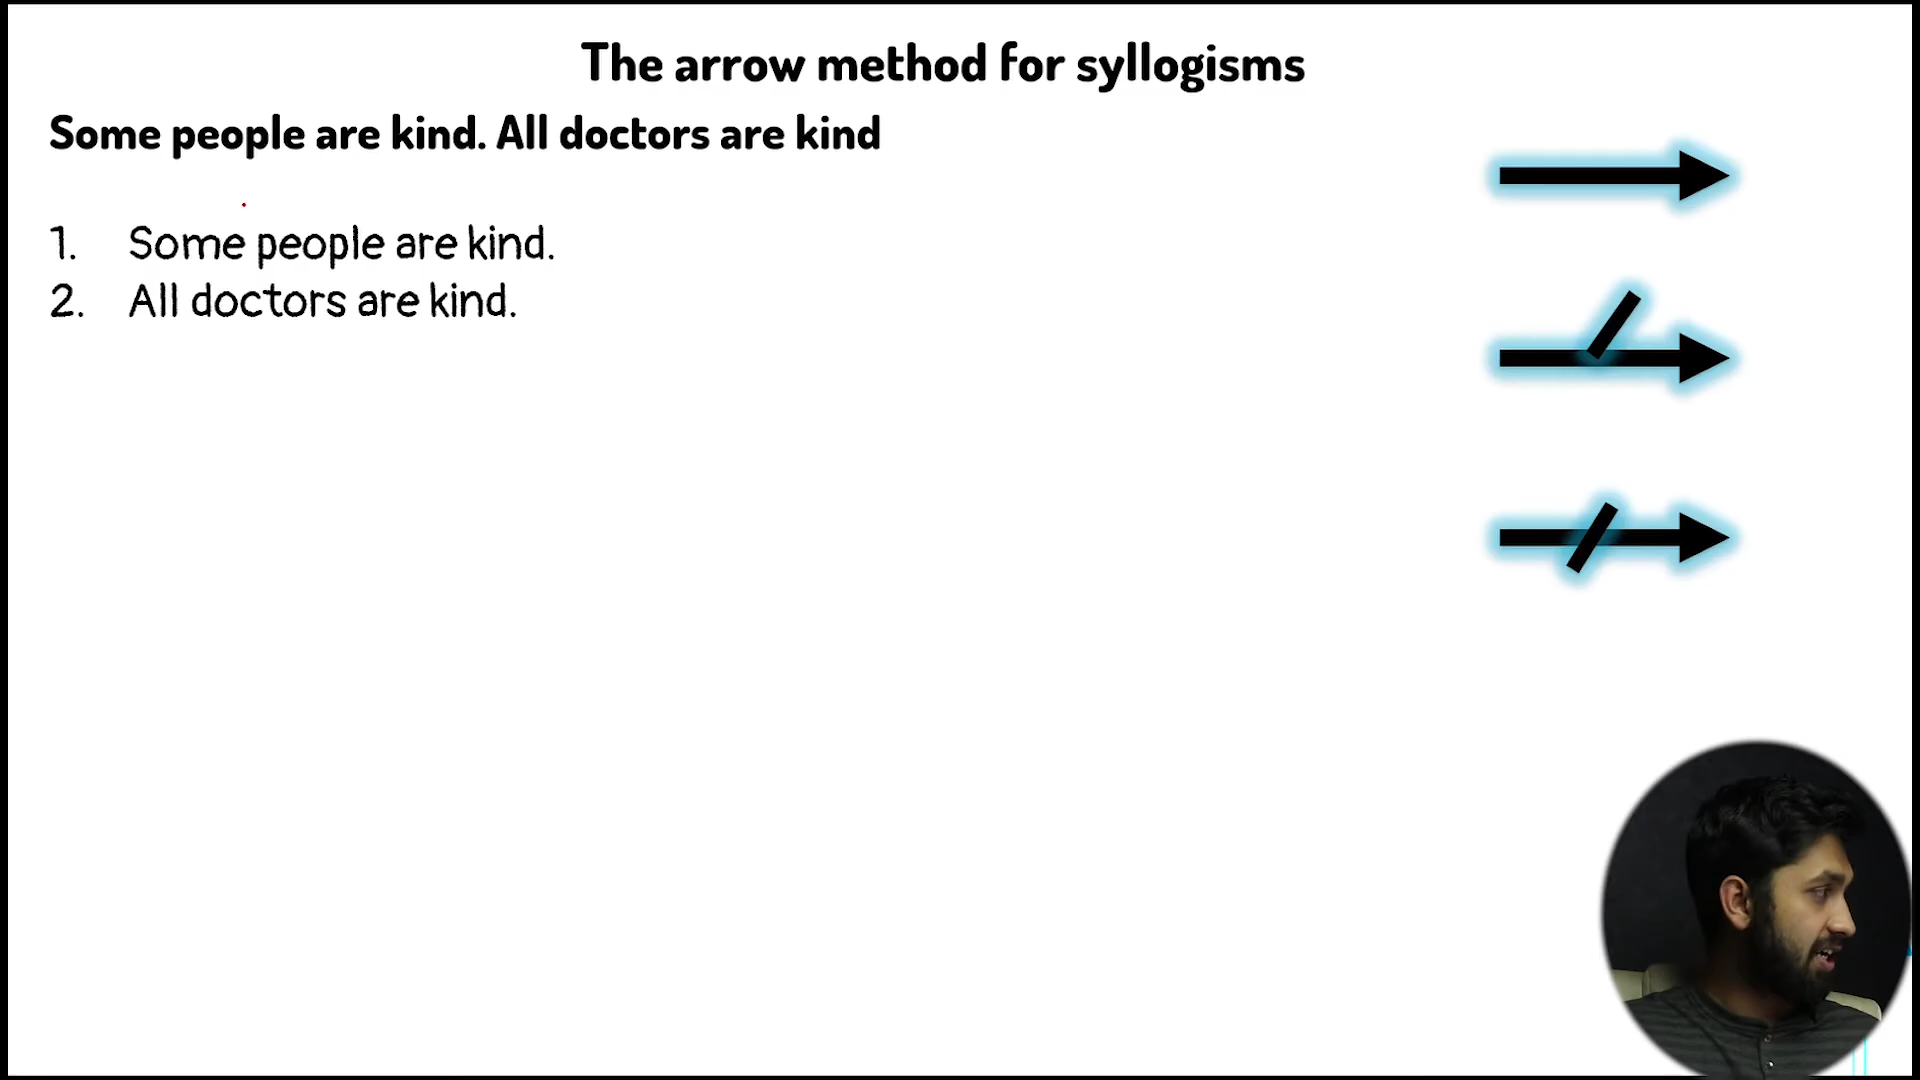 The arrow method for syllogisms
Some people are kind. All doctors are kind
1. Some people are kind.
2. All doctors are kind.